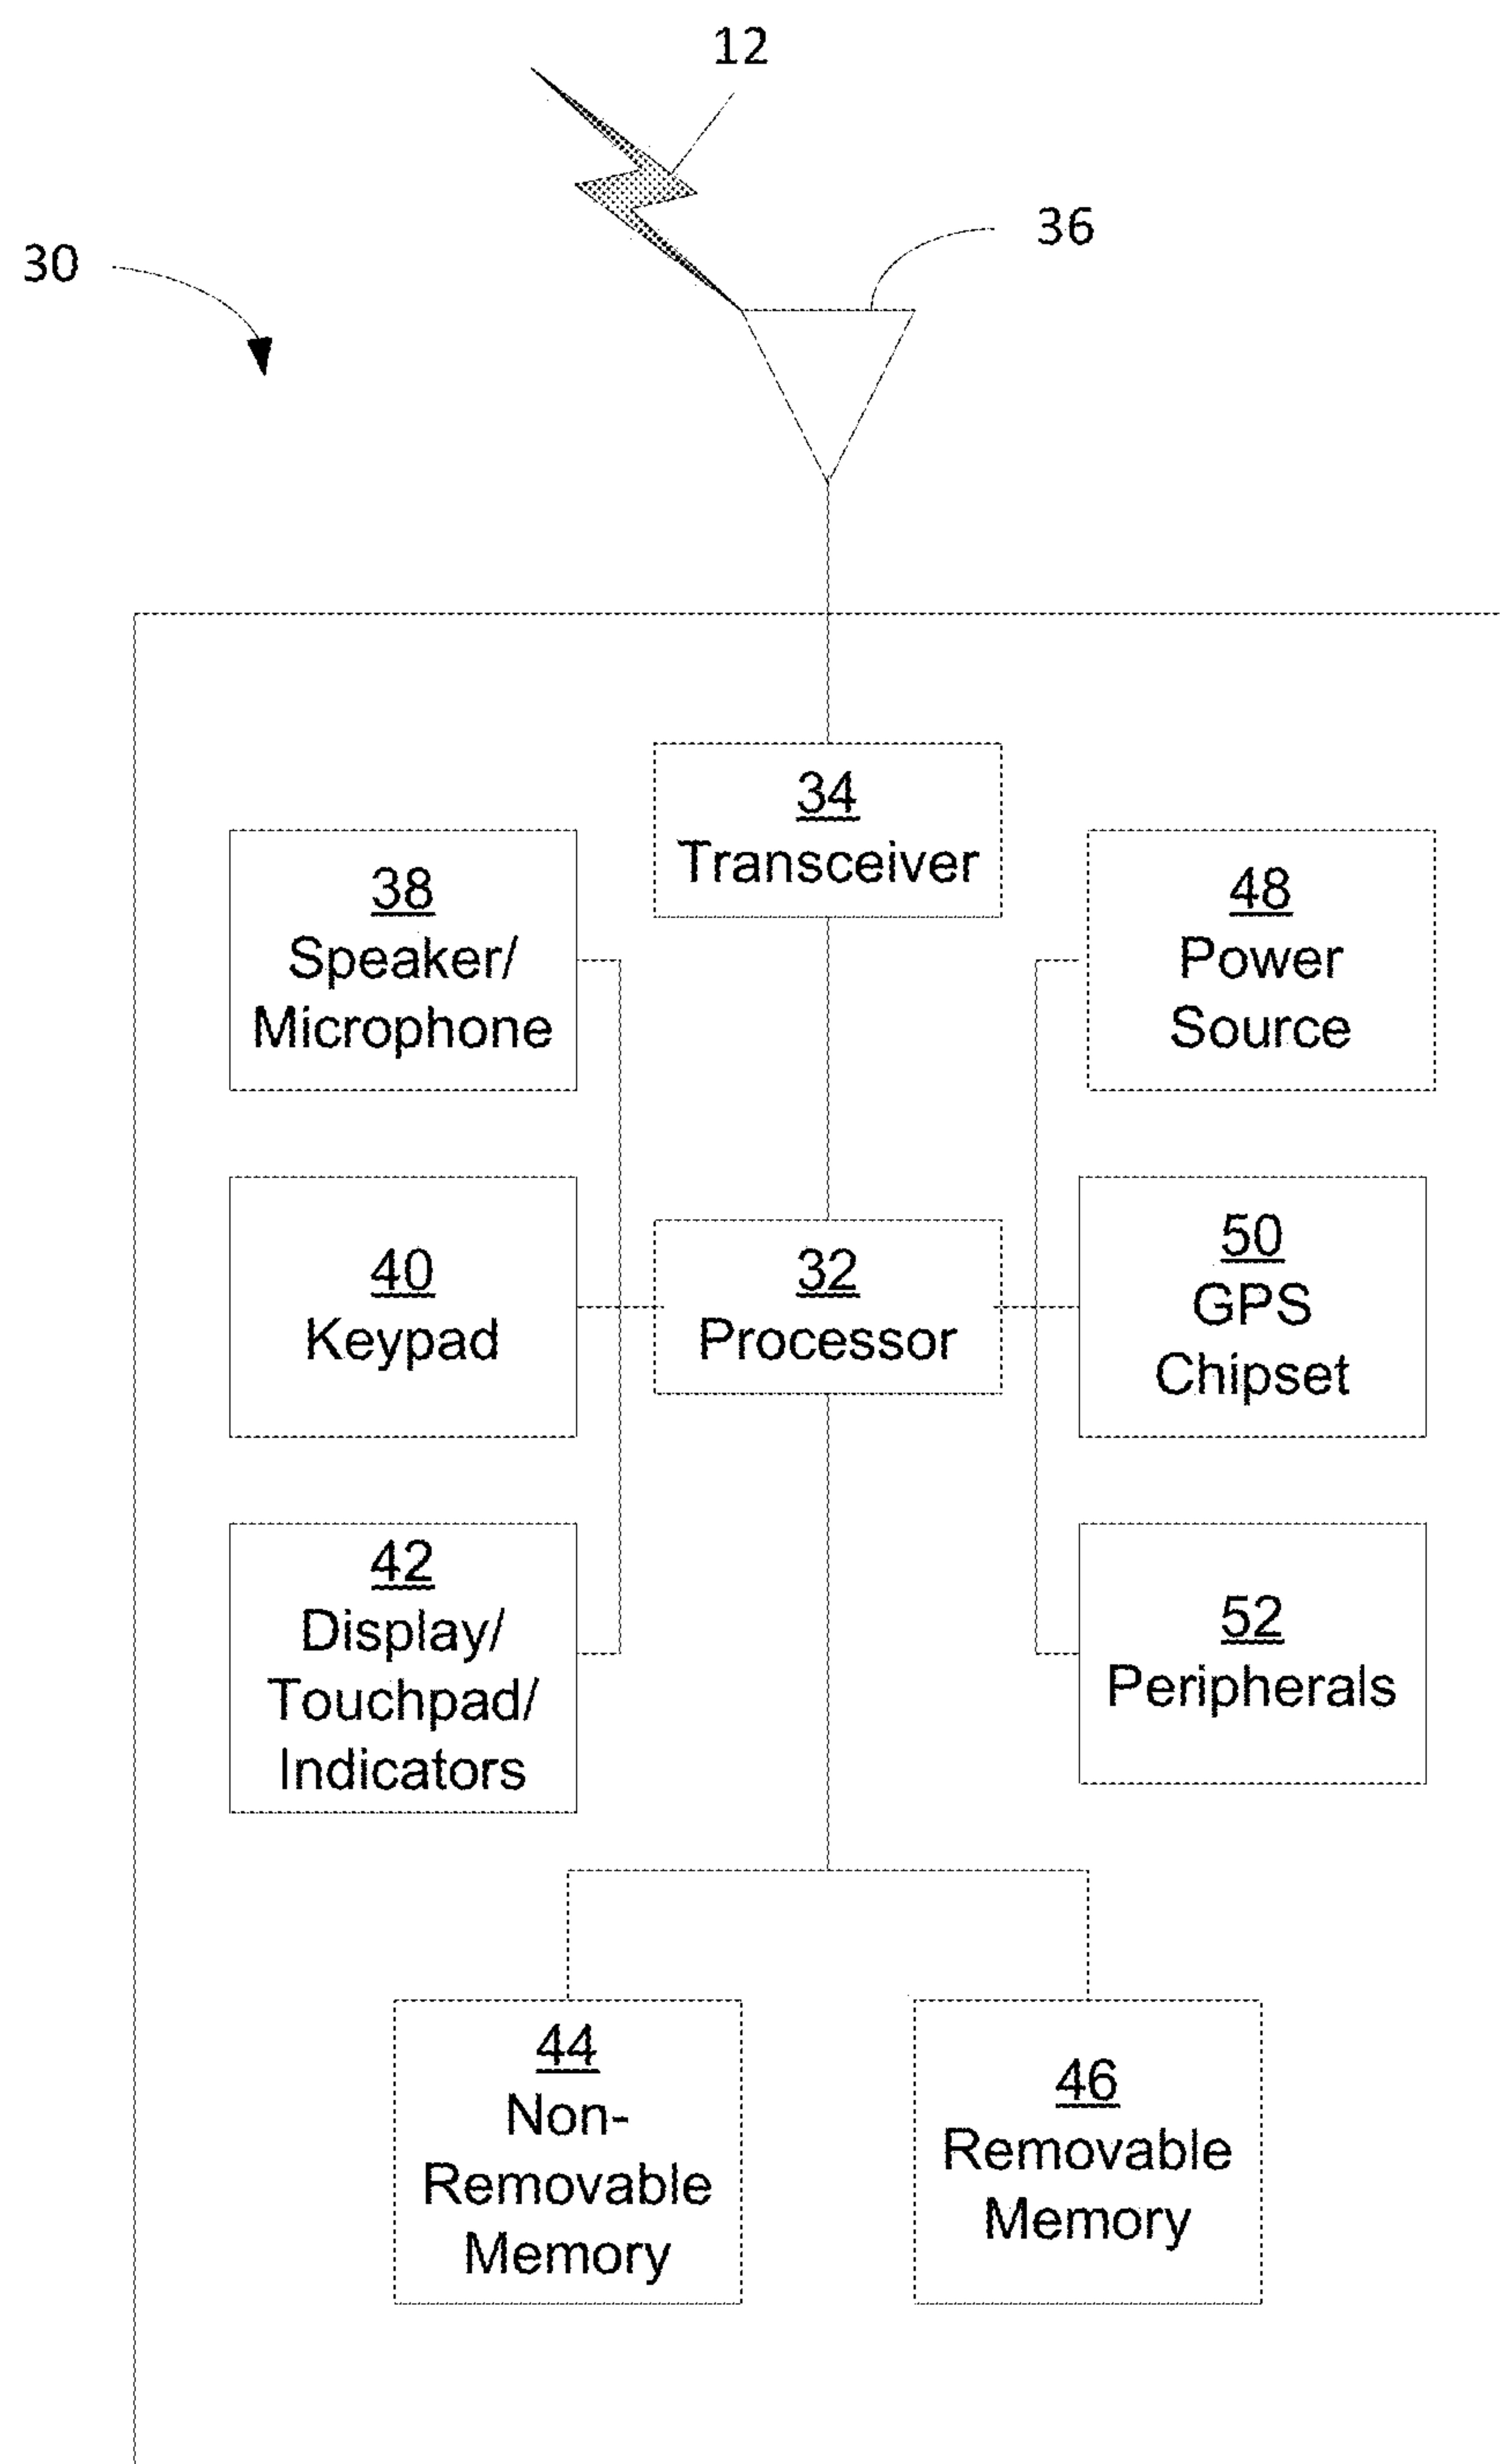 12
36
30
34
Transceiver
38
Speaker/
Microphone
48
Power
Source
40
Keypad
32
Processor
50
GPS
Chipset
42
Display/
Touchpad/
Indicators
52
Peripherals
44
Non-
Removable
Memory
46
Removable
Memory